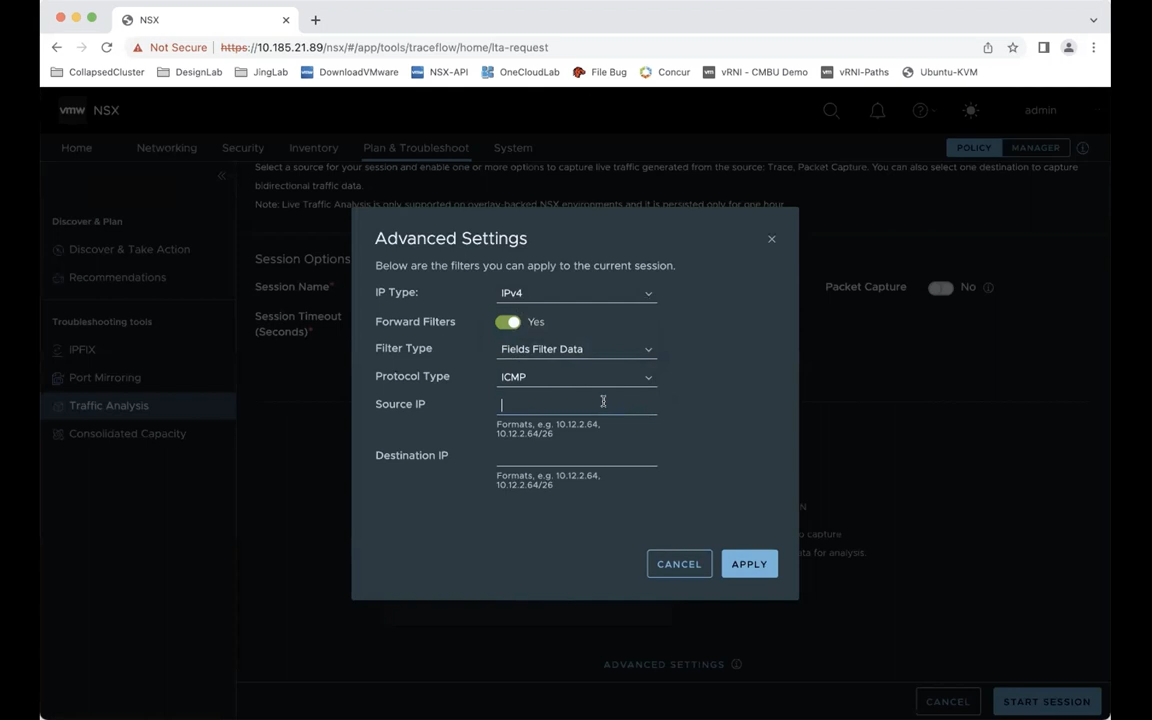 NSX
Not Secure
https://10.185.21.89/nsx/#/app/tools/traceflow/home/lta-request
CollapsedCluster
DesignLab
JingLab
DownloadVMware
NSX-API
OneCloudLab
File Bug
Concur
vRNI - CMBU Demo
vRNI-Paths
Ubuntu-KVM
vmw NSX
admin
Home
Networking
Security
Inventory
Plan & Troubleshoot
System
POLICY
MANAGER
Select a source for your session and enable one or more options to capture live traffic generated from the source: Trace, Packet Capture. You can also select one destination to capture
bidirectional traffic data.
Note: Live Traffic Analysis is only supported on overlay-backed NSX environments and it is persisted only for one hour.
Discover & Plan
Discover & Take Action
Recommendations
Troubleshooting tools
IPFIX
Port Mirroring
Traffic Analysis
Consolidated Capacity
Session Options
Session Name*
Session Timeout
(Seconds)*
Packet Capture
No
Advanced Settings
Below are the filters you can apply to the current session.
IP Type:
IPv4
Forward Filters
Yes
Filter Type
Fields Filter Data
Protocol Type
ICMP
Source IP
Formats, e.g. 10.12.2.64,
10.12.2.64/26
Destination IP
Formats, e.g. 10.12.2.64,
10.12.2.64/26
CANCEL
APPLY
capture
data for analysis.
ADVANCED SETTINGS
CANCEL
START SESSION